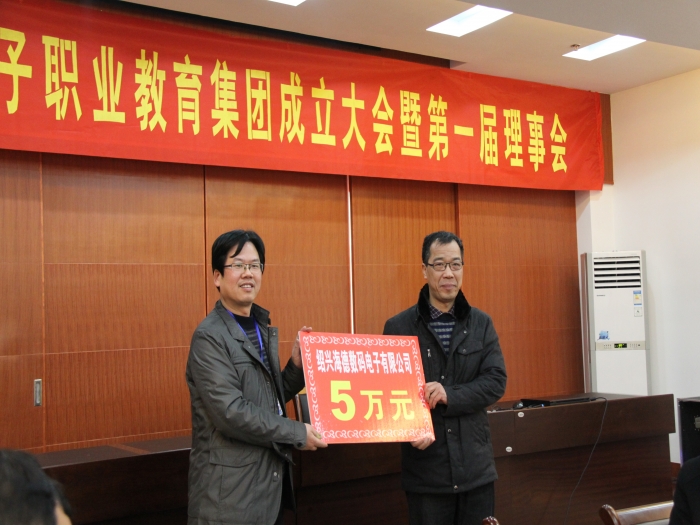 子职业教育集团成立大会暨第一届理事会
绍兴海德数码电子有限公司
5万元